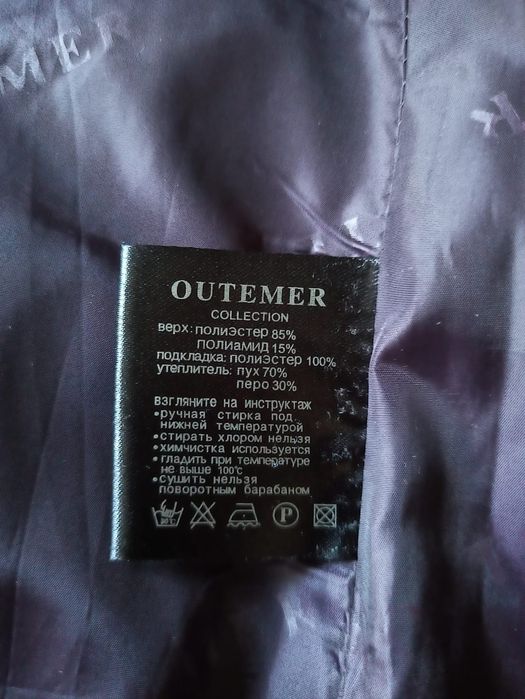 MER
OUTEMER
COLLECTION
верх: полиэстер 85%
полиамид 15%
подкладка: полиэстер 100%
утеплитель: пух 70%
перо 30%
взгляните на инструктаж
•ручная стирка под
нижней температурой
•стирать хлором нельзя
•химчистка используется
•гладить при температуре
не выше 100°C
•сушить нельзя
поворотным барабаном
P